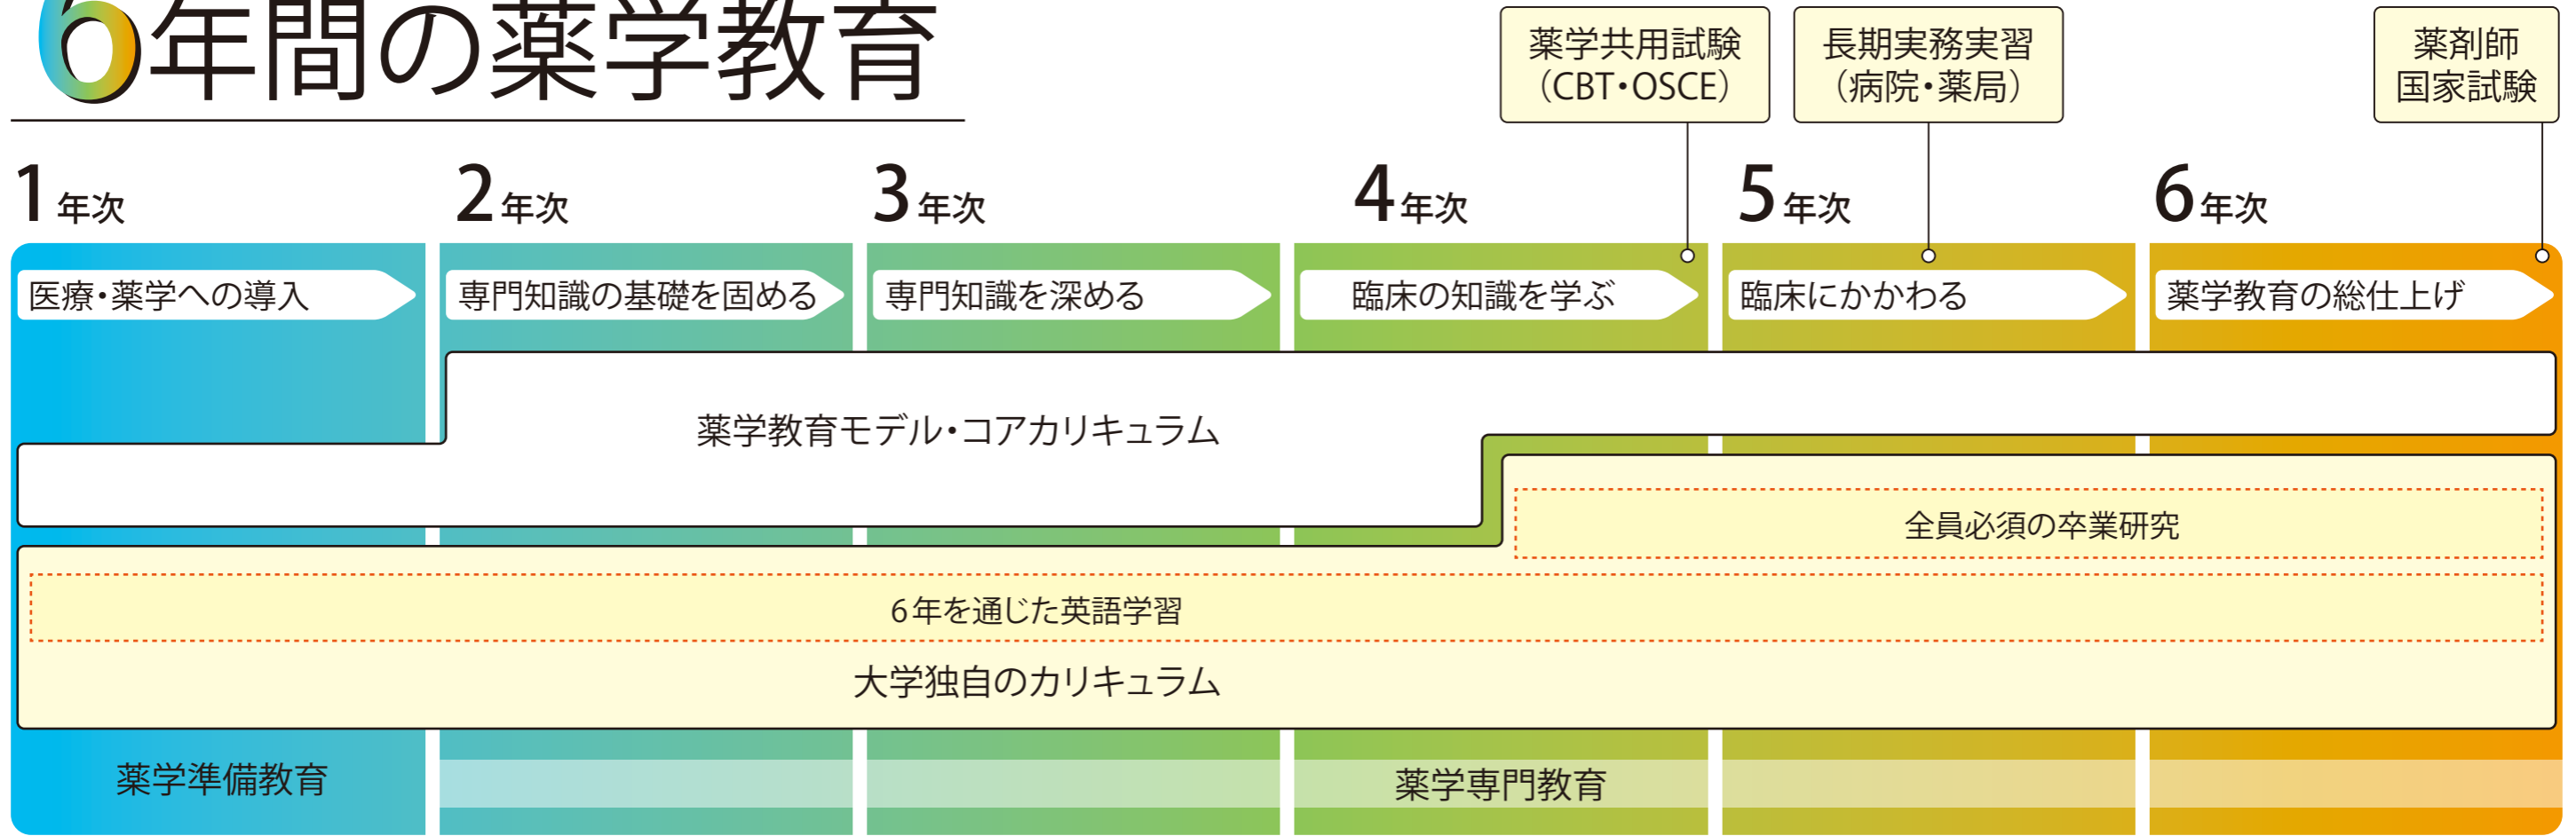 6年間の薬学教育
薬学共用試験
（CBT・OSCE）
長期実務実習
（病院・薬局）
薬剤師
国家試験
1年次
2年次
3年次
4年次
5年次
6年次
医療・薬学への導入
専門知識の基礎を固める
専門知識を深める
臨床の知識を学ぶ
臨床にかかわる
薬学教育の総仕上げ
薬学教育モデル・コアカリキュラム
全員必須の卒業研究
6年を通じた英語学習
大学独自のカリキュラム
薬学準備教育
薬学専門教育